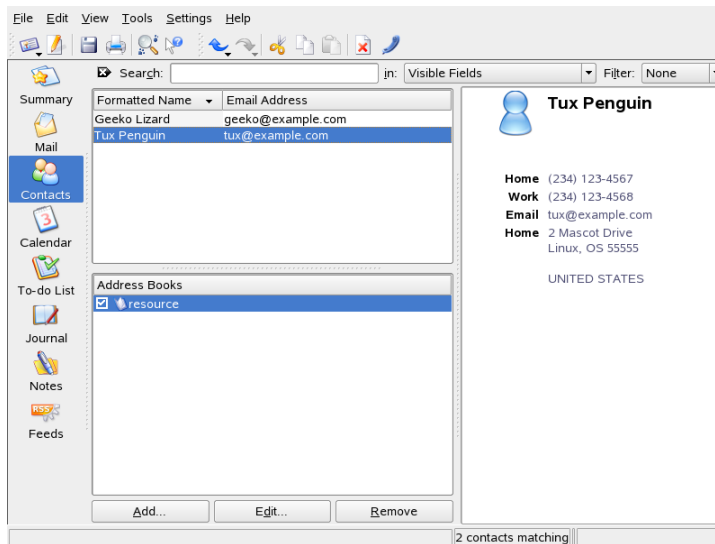 File Edit View Tools Settings Help
Search: in: Visible Fields Filter: None
Summary
Mail
Contacts
3
Calendar
To-do List
Journal
Notes
RSS
Feeds
Formatted Name Email Address
Geeko Lizard geeko@example.com
Tux Penguin tux@example.com
Address Books
resource
Add... Edit... Remove
Tux Penguin
Home (234) 123-4567
Work (234) 123-4568
Email tux@example.com
Home 2 Mascot Drive
Linux, OS 55555
UNITED STATES
2 contacts matching